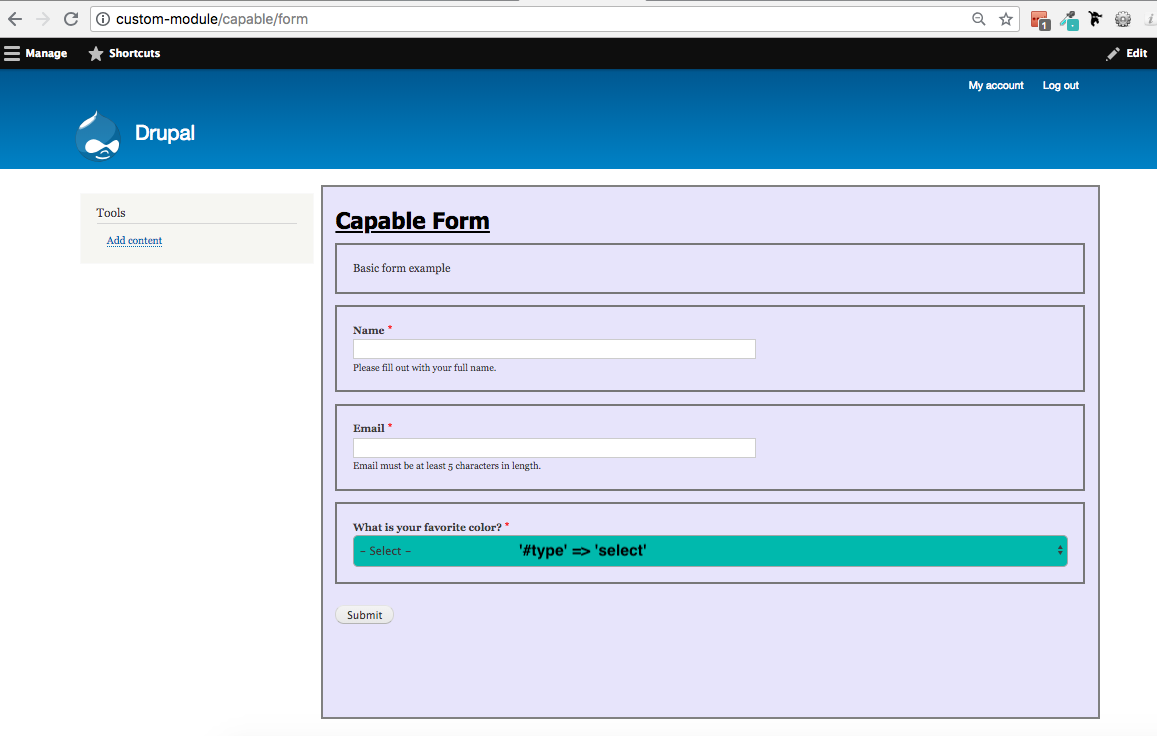 custom-module/capable/form
1
Manage
Shortcuts
Edit
My account
Log out
Drupal
Tools
Add content
Capable Form
Basic form example
Name *
Please fill out with your full name.
Email *
Email must be at least 5 characters in length.
What is your favorite color? *
- Select -
'#type' => 'select'
Submit